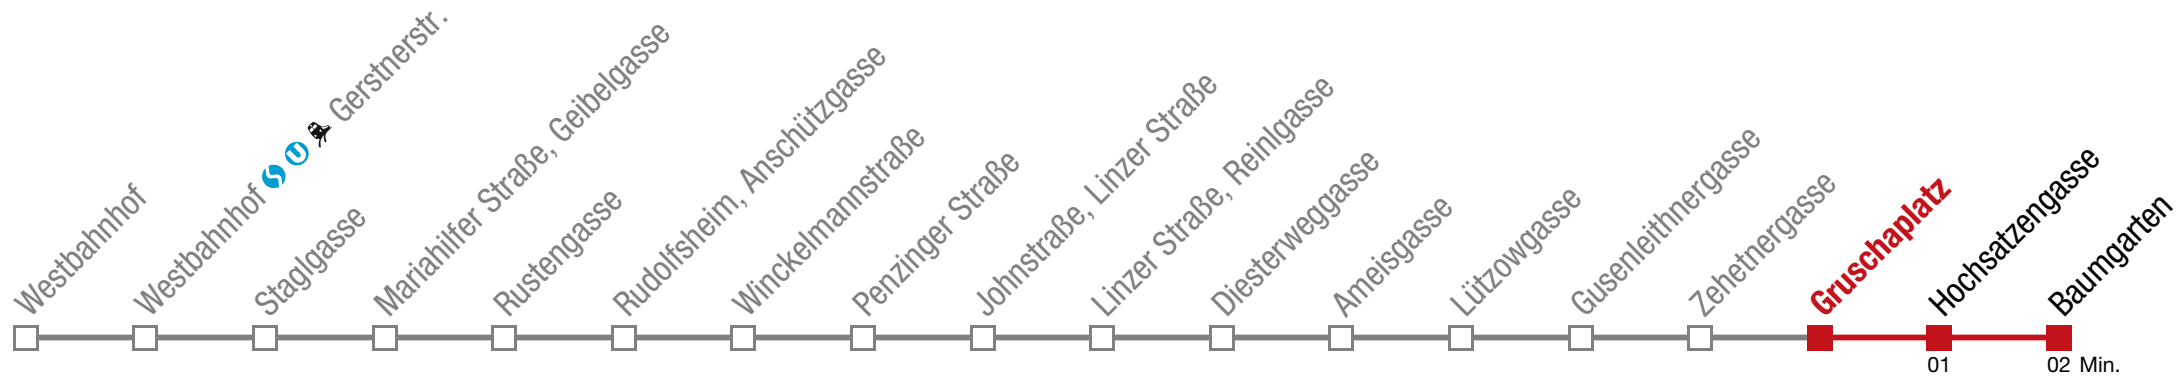 Westbahnhof
Westbahnhof S U Gerstnerstr.
Staglgasse
Mariahilfer Straße, Geibelgasse
Rustengasse
Rudolfsheim, Anschützgasse
Winckelmannstraße
Penzinger Straße
Johnstraße, Linzer Straße
Linzer Straße, Reinlgasse
Diesterweggasse
Ameisgasse
Lützowgasse
Gusenleithnergasse
Zehetnergasse
Gruschaplatz
Hochsatzengasse
Baumgarten
01
02 Min.